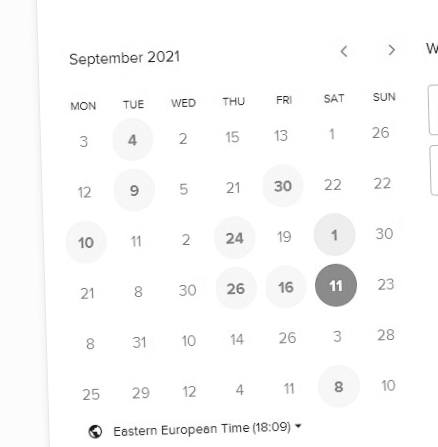 September 2021
W
MON TUE WED THU FRI SAT SUN
3 4 2 15 13 1 26
12 9 5 21 30 22 22
10 11 2 24 19 1 30
21 8 30 26 16 11 23
8 31 10 14 26 3 28
25 29 12 4 11 8 10
Eastern European Time (18:09)